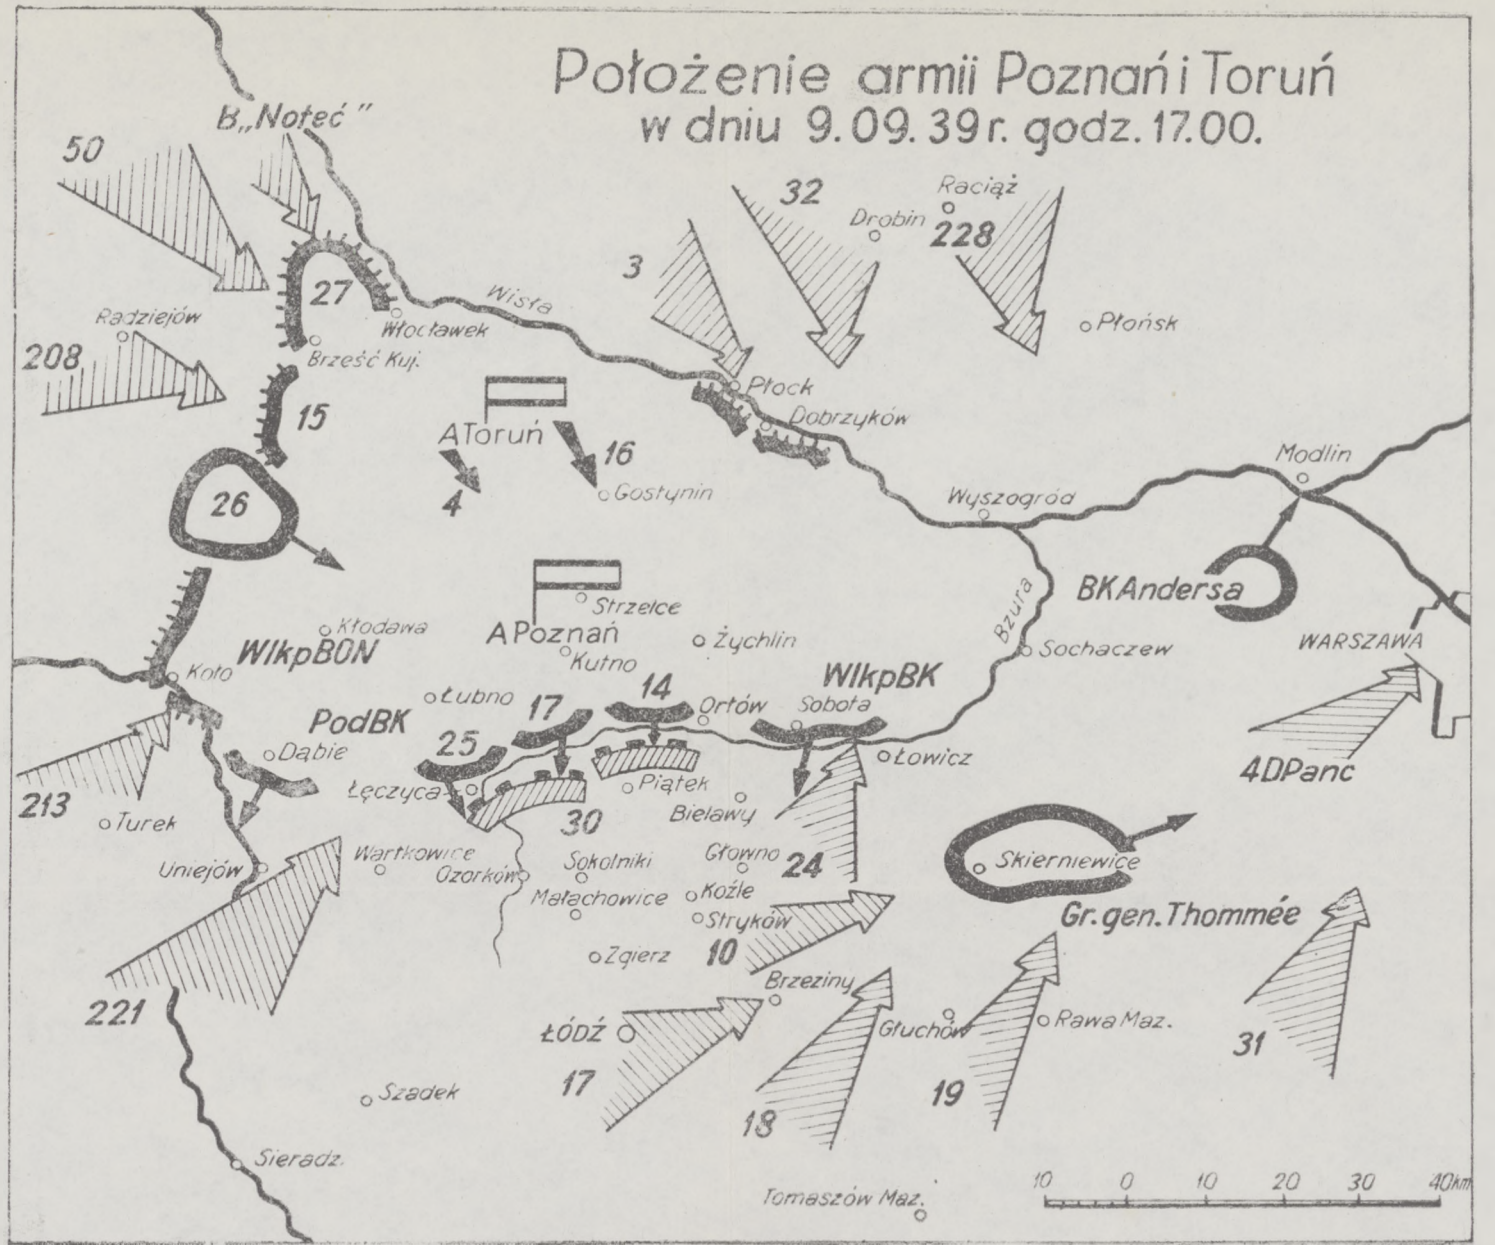 Położenie armii Poznań i Toruń
w dniu 9.09.39 r. godz. 17.00.
B„Noteć”
50
32
Raciąż
Drobin
228
3
27
Wisła
Radziejów
Włocławek
Płońsk
208
Brześć Kuj.
Płock
15
Dobrzyków
A Toruń
16
Modlin
26
4
Gostynin
Wyszogród
BK Andersa
Strzelce
Bzura
Kłodawa
A Poznań
Żychlin
WARSZAWA
WlkpBON
Kutno
Sochaczew
Koło
WlkpBK
Łubno
17
14
Ortów
Sobota
PodBK
25
Dąbie
Łowicz
4DPanc
Łęczyca
Piątek
213
Turek
30
Bielawy
Uniejów
Wartkowice
Ozorków
Sokolniki
Głowno
24
Skierniewice
Małachowice
Koźle
Stryków
Gr. gen. Thommée
Zgierz
10
Brzeziny
221
ŁÓDŹ
Głuchów
Rawa Maz.
31
17
Szadek
18
19
Sieradz.
Tomaszów Maz.
10 0 10 20 30 40km